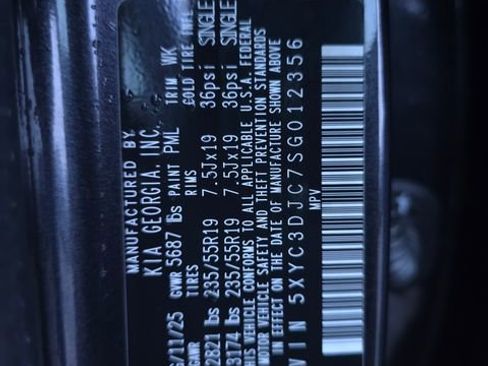 MANUFACTURED BY
KIA GEORGIA, INC.
/11/25 GVWR 5687 lbs PAINT PML TRIM WK
GAWR TIRES RIMS COLD TIRE INFL
2821 lbs 235/55R19 7.5Jx19 36psi SINGLE
3174 lbs 235/55R19 7.5Jx19 36psi SINGLE
THIS VEHICLE CONFORMS TO ALL APPLICABLE U.S.A. FEDERAL
MOTOR VEHICLE SAFETY AND THEFT PREVENTION STANDARDS
IN EFFECT ON THE DATE OF MANUFACTURE SHOWN ABOVE
VIN 5XYC3DJC7SG012356
MPV